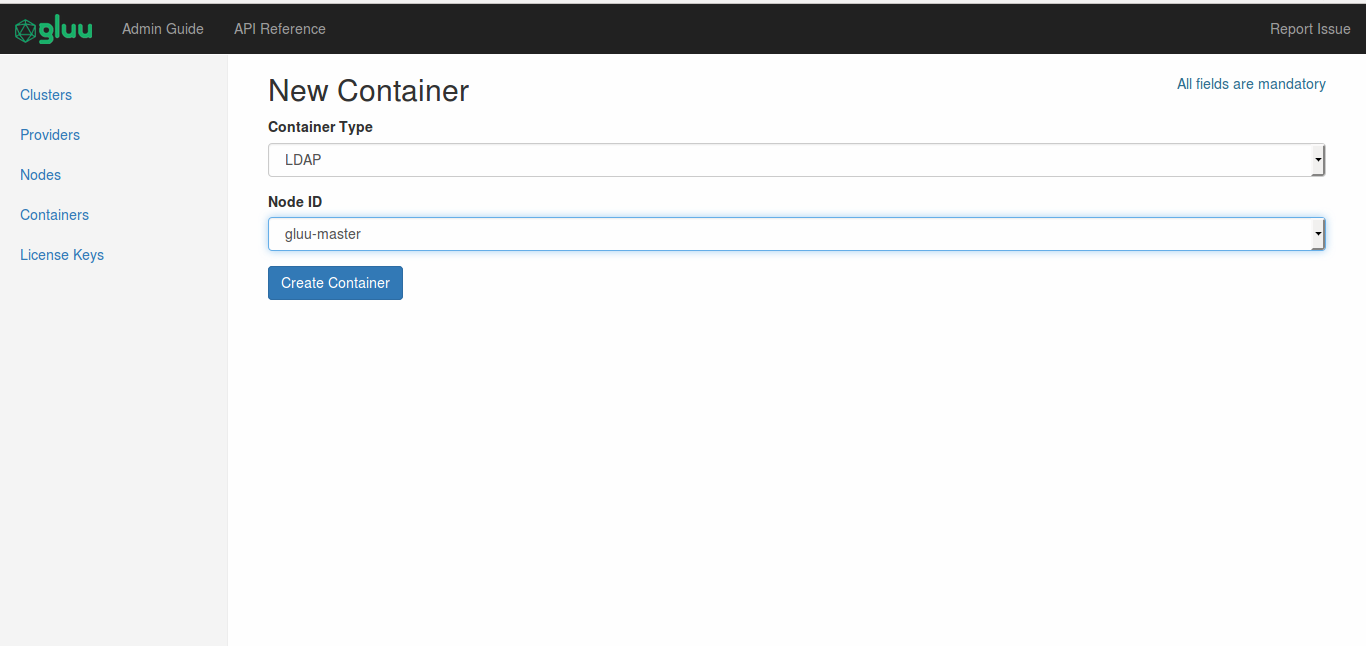 gluu Admin Guide API Reference Report Issue
Clusters
Providers
Nodes
Containers
License Keys
New Container
All fields are mandatory
Container Type
LDAP
Node ID
gluu-master
Create Container